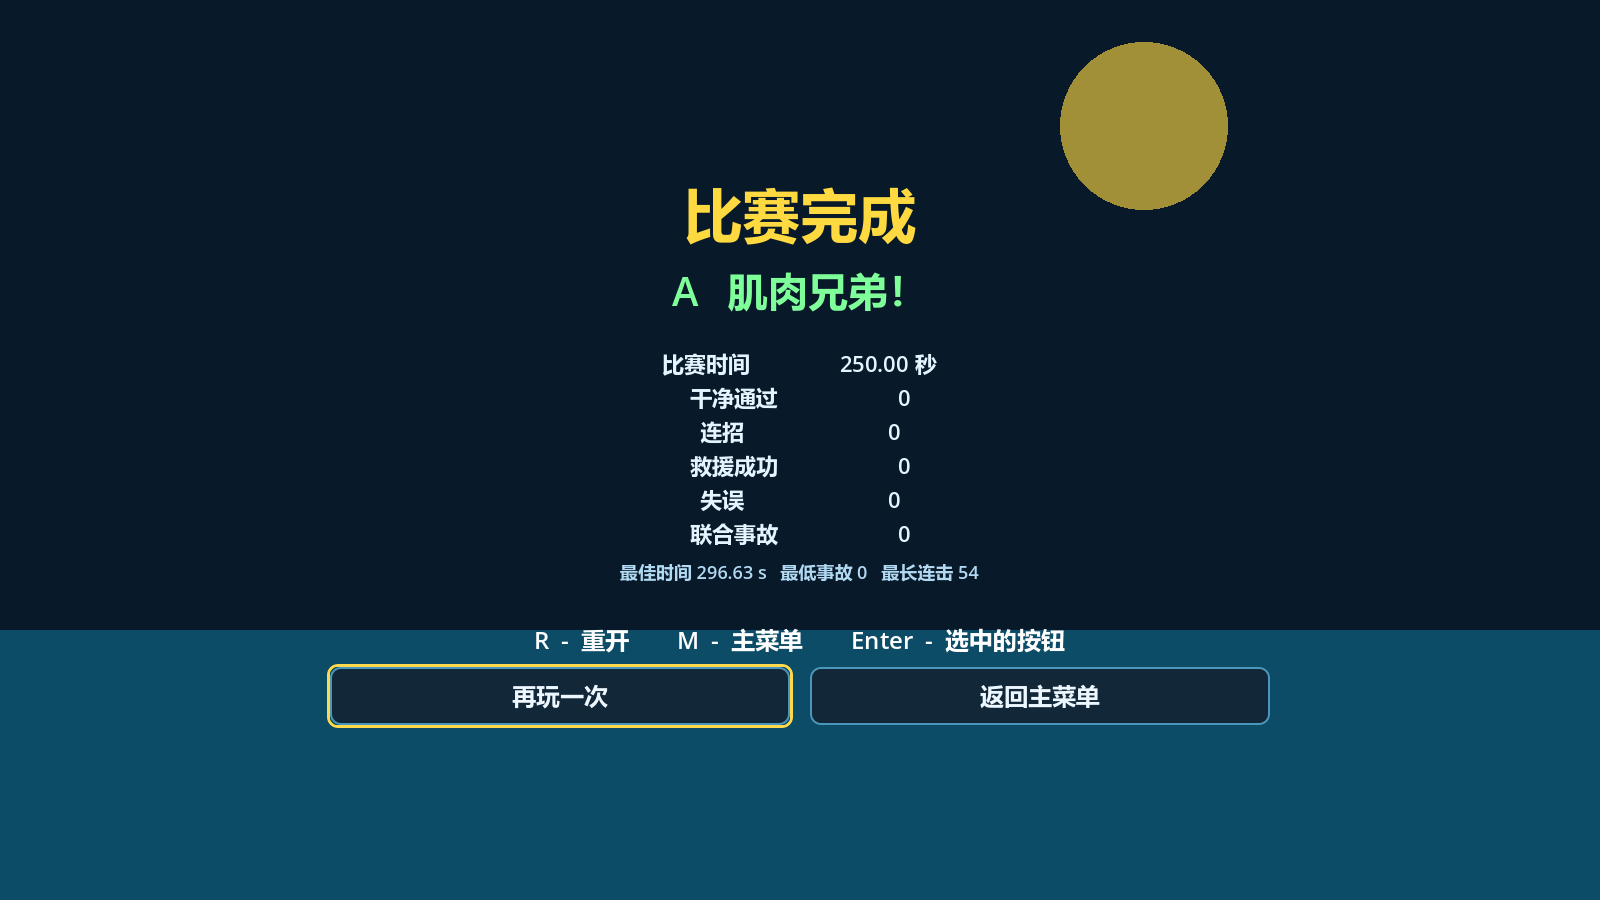 比赛完成
A 肌肉兄弟!
比赛时间 250.00 秒
干净通过 0
连招 0
救援成功 0
失误 0
联合事故 0
最佳时间 296.63 s 最低事故 0 最长连击 54
R - 重开 M - 主菜单 Enter - 选中的按钮
再玩一次 返回主菜单